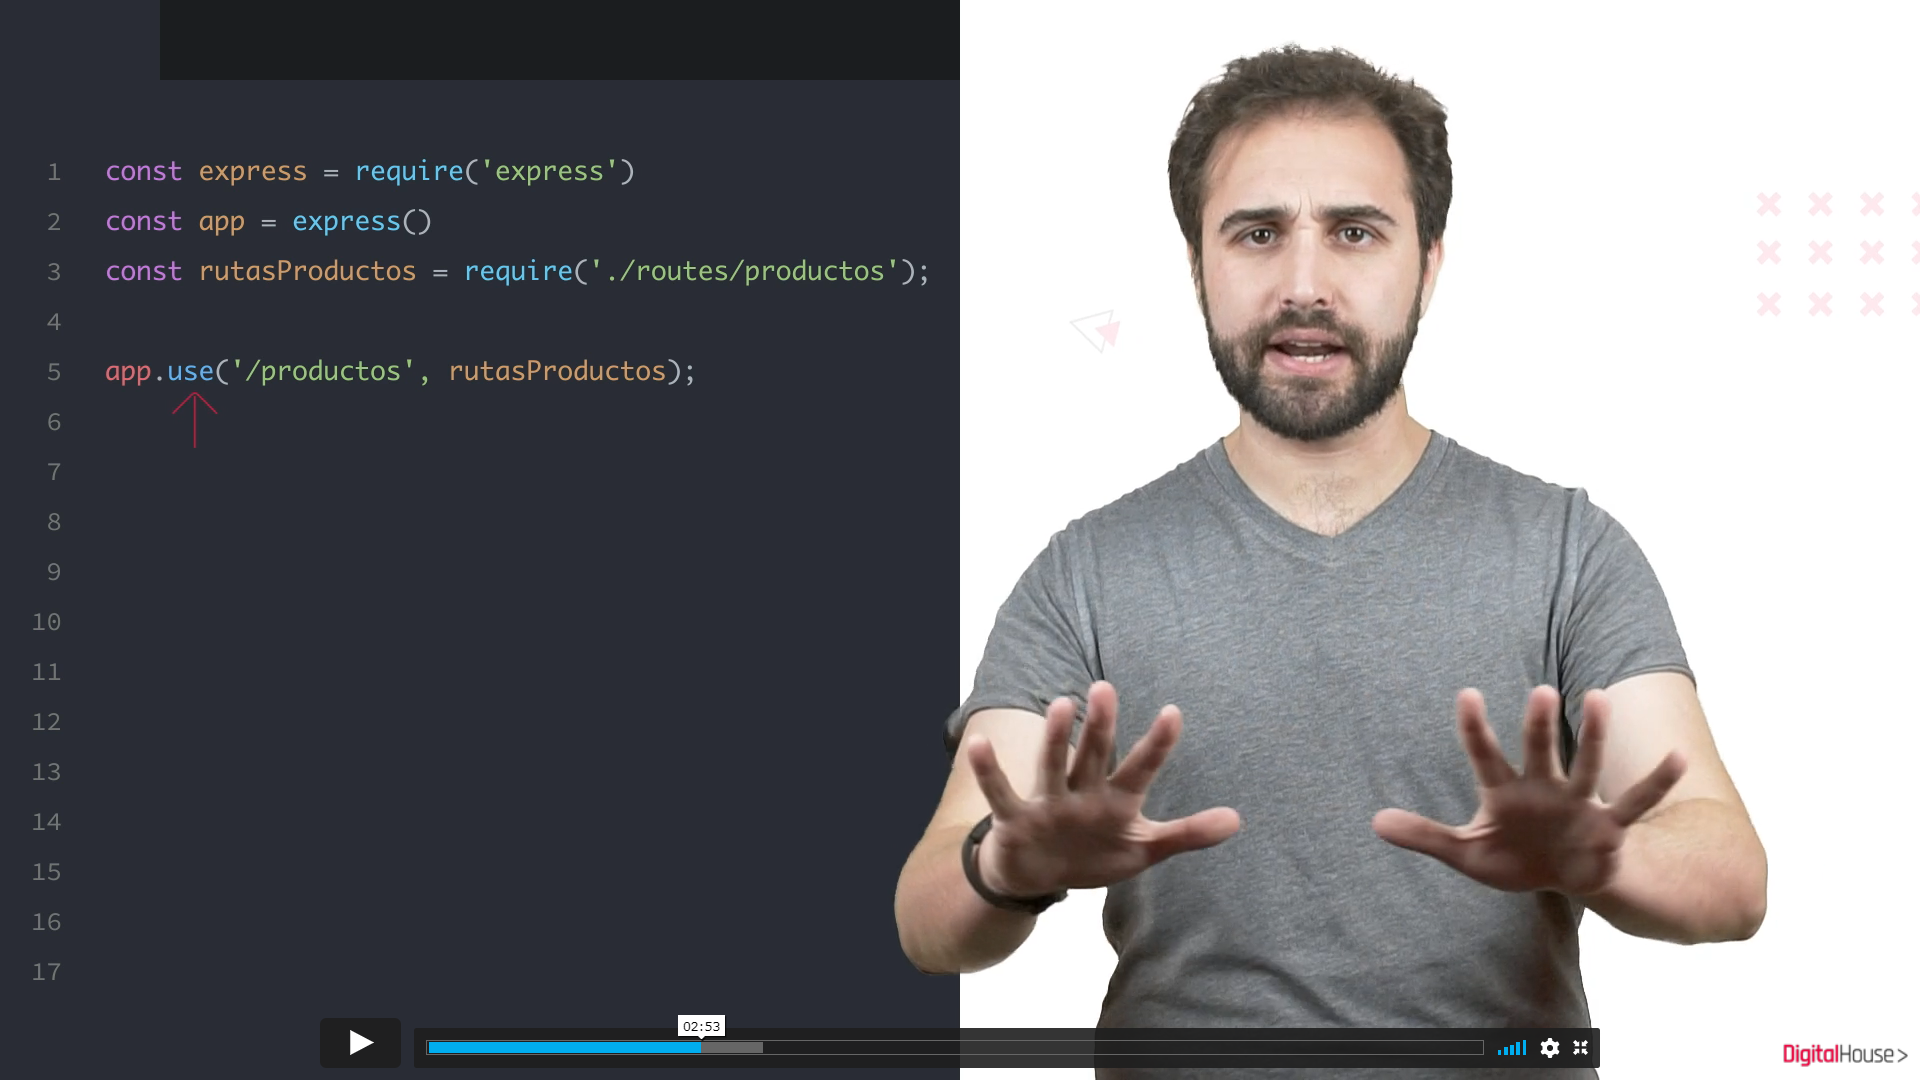 1 const express = require('express')
2 const app = express()
3 const rutasProductos = require('./routes/productos');
4
5 app.use('/productos', rutasProductos);
6
7
8
9
10
11
12
13
14
15
16
17
02:53
DigitalHouse>